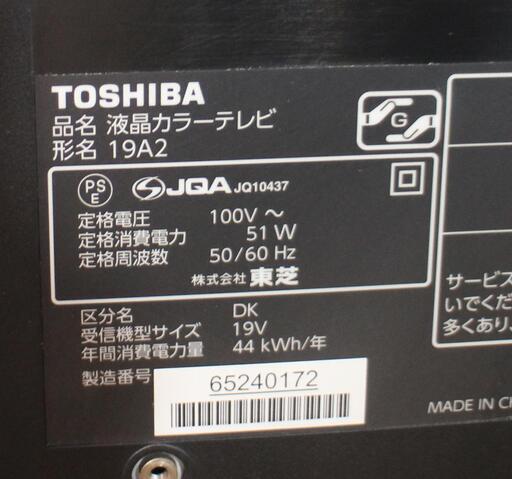 TOSHIBA
品名 液晶カラーテレビ
形名 19A2
G
PS
E
JQA JQ10437
定格電圧 100V ～
定格消費電力 51 W
定格周波数 50/60 Hz
株式会社 東芝
区分名 DK
受信機型サイズ 19V
年間消費電力量 44 kWh/年
製造番号
65240172
サービス
いでくだ
多くあり、
MADE IN CH